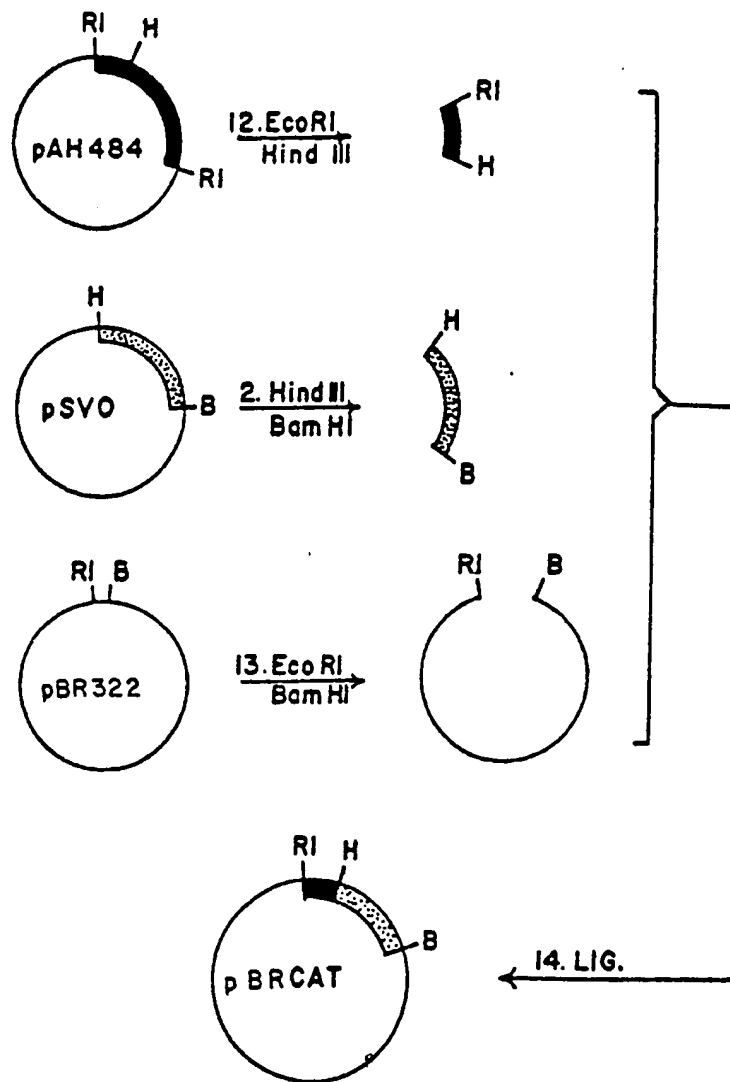 RI H
pAH484
RI
12. EcoRI
Hind III
RI
H
H
pSVO
B
2. Hind III
Bam HI
H
B
RI B
pBR322
13. Eco RI
Bam HI
RI B
RI H
pBRCAT
B
14. LIG.